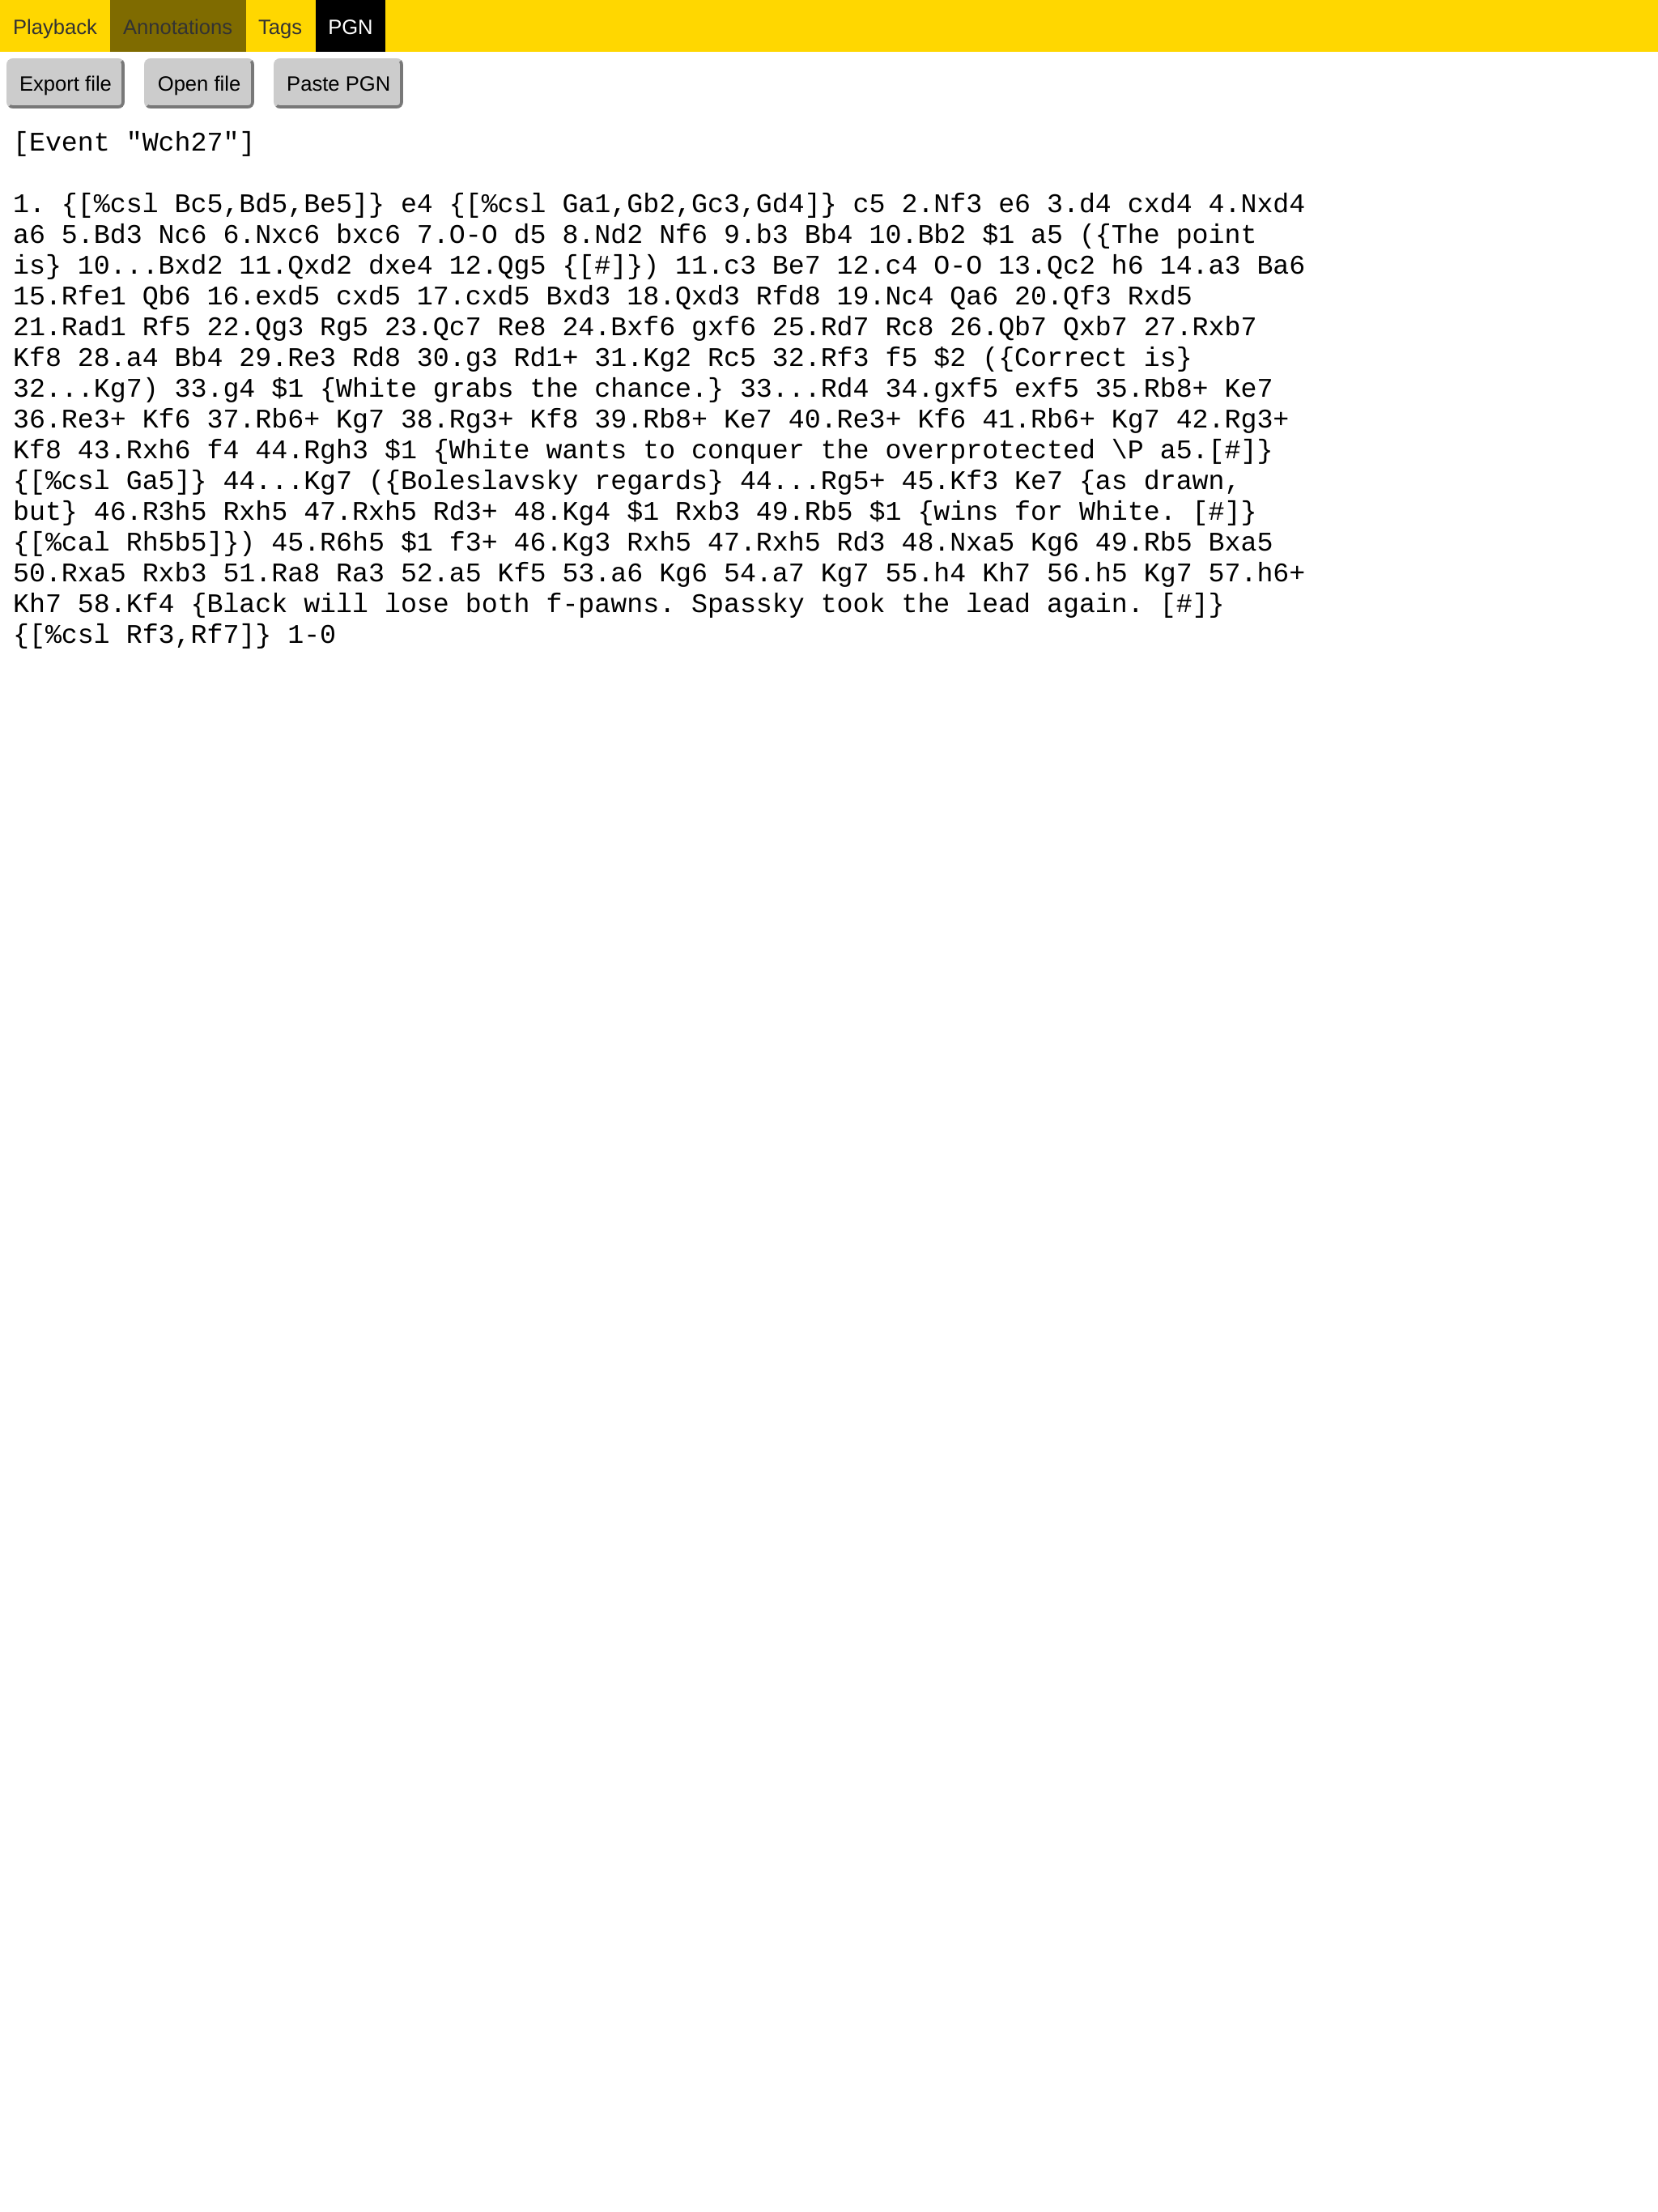 Playback Annotations Tags PGN
Export file Open file Paste PGN
[Event "Wch27"]
1. {[%csl Bc5,Bd5,Be5]} e4 {[%csl Ga1,Gb2,Gc3,Gd4]} c5 2.Nf3 e6 3.d4 cxd4 4.Nxd4
a6 5.Bd3 Nc6 6.Nxc6 bxc6 7.O-O d5 8.Nd2 Nf6 9.b3 Bb4 10.Bb2 $1 a5 ({The point
is} 10...Bxd2 11.Qxd2 dxe4 12.Qg5 {[#]}) 11.c3 Be7 12.c4 O-O 13.Qc2 h6 14.a3 Ba6
15.Rfe1 Qb6 16.exd5 cxd5 17.cxd5 Bxd3 18.Qxd3 Rfd8 19.Nc4 Qa6 20.Qf3 Rxd5
21.Rad1 Rf5 22.Qg3 Rg5 23.Qc7 Re8 24.Bxf6 gxf6 25.Rd7 Rc8 26.Qb7 Qxb7 27.Rxb7
Kf8 28.a4 Bb4 29.Re3 Rd8 30.g3 Rd1+ 31.Kg2 Rc5 32.Rf3 f5 $2 ({Correct is}
32...Kg7) 33.g4 $1 {White grabs the chance.} 33...Rd4 34.gxf5 exf5 35.Rb8+ Ke7
36.Re3+ Kf6 37.Rb6+ Kg7 38.Rg3+ Kf8 39.Rb8+ Ke7 40.Re3+ Kf6 41.Rb6+ Kg7 42.Rg3+
Kf8 43.Rxh6 f4 44.Rgh3 $1 {White wants to conquer the overprotected \P a5.[#]}
{[%csl Ga5]} 44...Kg7 ({Boleslavsky regards} 44...Rg5+ 45.Kf3 Ke7 {as drawn,
but} 46.R3h5 Rxh5 47.Rxh5 Rd3+ 48.Kg4 $1 Rxb3 49.Rb5 $1 {wins for White. [#]}
{[%cal Rh5b5]}) 45.R6h5 $1 f3+ 46.Kg3 Rxh5 47.Rxh5 Rd3 48.Nxa5 Kg6 49.Rb5 Bxa5
50.Rxa5 Rxb3 51.Ra8 Ra3 52.a5 Kf5 53.a6 Kg6 54.a7 Kg7 55.h4 Kh7 56.h5 Kg7 57.h6+
Kh7 58.Kf4 {Black will lose both f-pawns. Spassky took the lead again. [#]}
{[%csl Rf3,Rf7]} 1-0